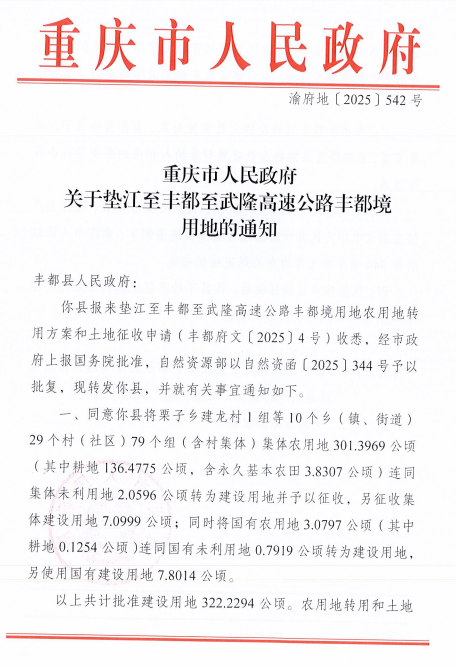 重庆市人民政府
渝府地〔2025〕542 号
重庆市人民政府
关于垫江至丰都至武隆高速公路丰都境
用地的通知
丰都县人民政府：
你县报来垫江至丰都至武隆高速公路丰都境用地农用地转
用方案和土地征收申请（丰都府文〔2025〕4 号）收悉，经市政
府上报国务院批准，自然资源部以自然资函〔2025〕344 号予以
批复，现转发你县，并就有关事宜通知如下。
一、同意你县将栗子乡建龙村 1 组等 10 个乡（镇、街道）
29 个村（社区）79 个组（含村集体）集体农用地 301.3969 公顷
（其中耕地 136.4775 公顷，含永久基本农田 3.8307 公顷）连同
集体未利用地 2.0596 公顷转为建设用地并予以征收，另征收集
体建设用地 7.0999 公顷；同时将国有农用地 3.0797 公顷（其中
耕地 0.1254 公顷）连同国有未利用地 0.7919 公顷转为建设用地，
另使用国有建设用地 7.8014 公顷。
以上共计批准建设用地 322.2294 公顷。农用地转用和土地